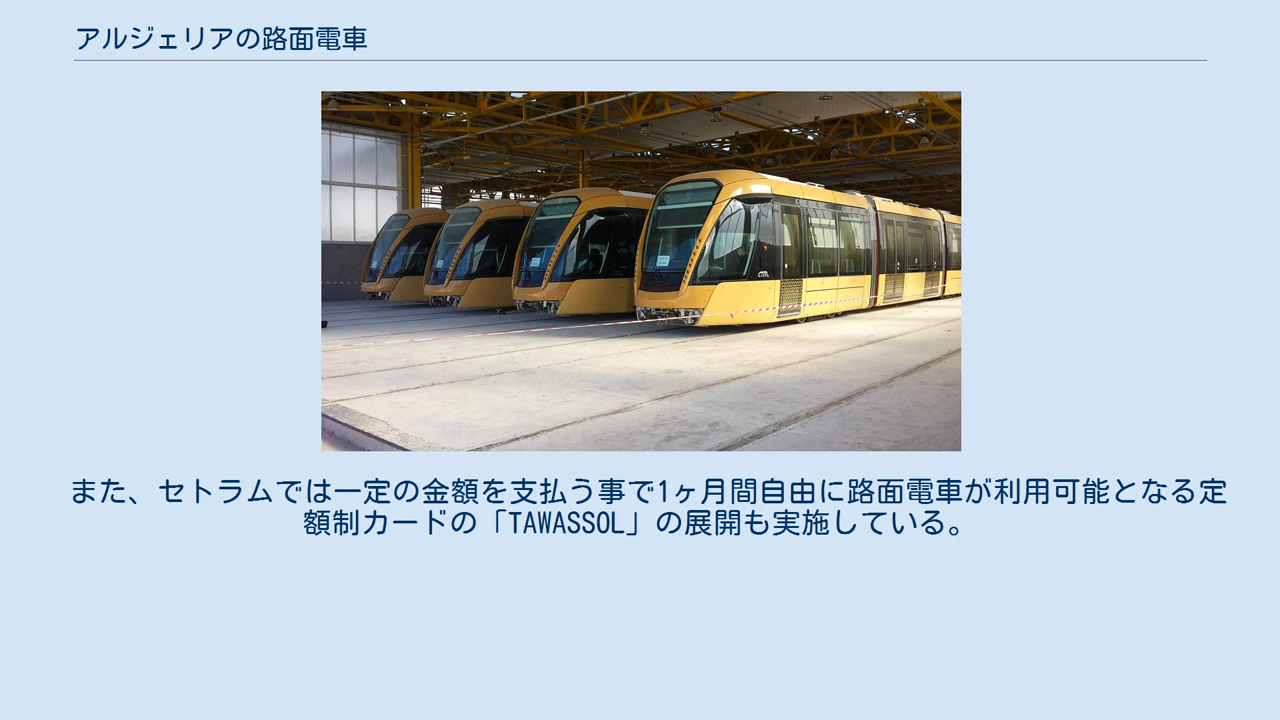 アルジェリアの路面電車
また、セトラムでは一定の金額を支払う事で1ヶ月間自由に路面電車が利用可能となる定
額制カードの「TAWASSOL」の展開も実施している。